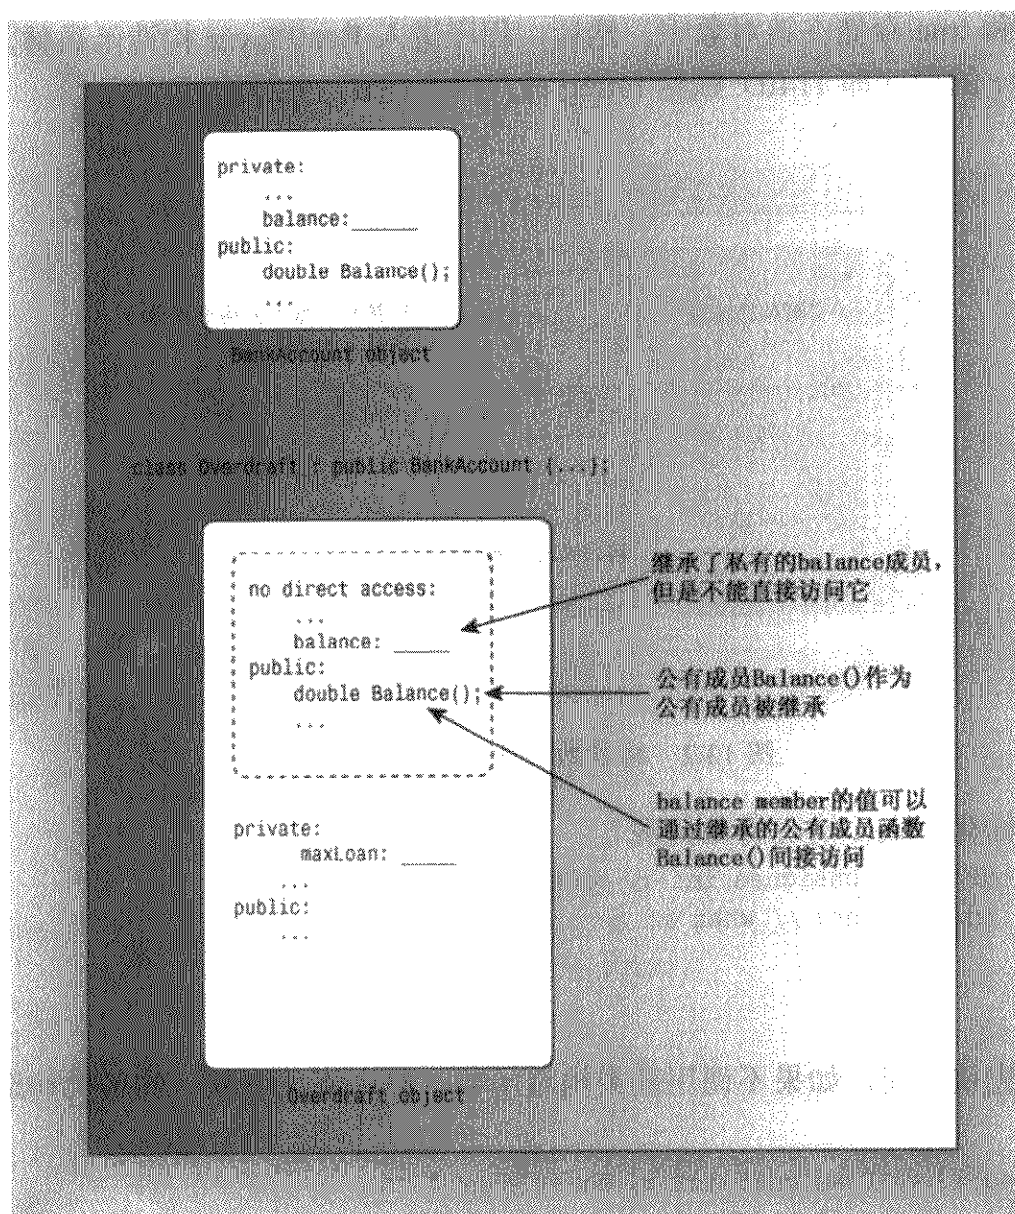 private:
...
balance:______
public:
double Balance();
...
BankAccount object
class Overdraft : public BankAccount {...};
no direct access:
...
balance: _____
public:
double Balance();
...
private:
maxLoan: _____
...
public:
...
Overdraft object
继承了私有的balance成员，
但是不能直接访问它
公有成员Balance()作为
公有成员被继承
balance member的值可以
通过继承的公有成员函数
Balance()间接访问